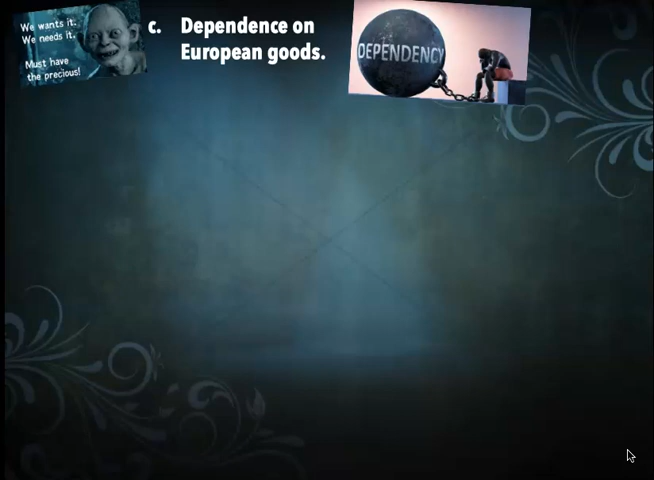 We wants it.
We needs it.
Must have
the precious!
c. Dependence on
European goods.
DEPENDENCY